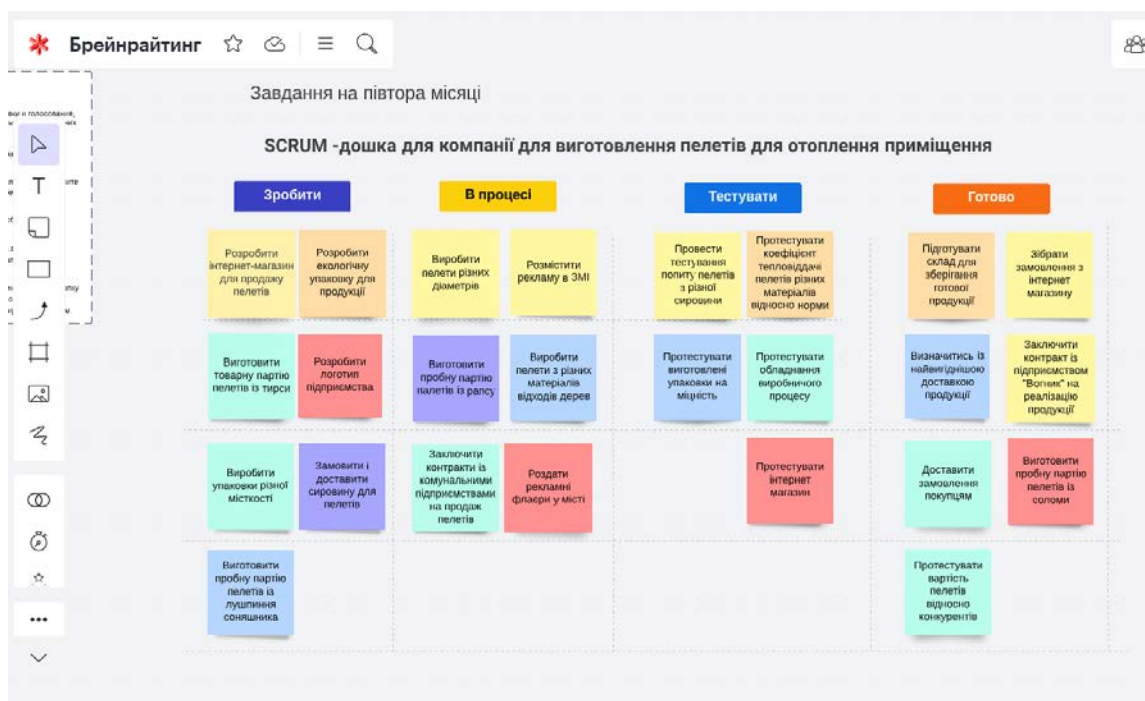 Брейнрайтинг
Завдання на півтора місяці
SCRUM -дошка для компанії для виготовлення пелетів для отоплення приміщення
Зробити
В процесі
Тестувати
Готово
Розробити
інтернет-магазин
для продажу
пелетів
Розробити
екологічну
упаковку для
продукції
Виробити
пелети різних
діаметрів
Розмістити
рекламу в ЗМІ
Провести
тестування
попиту пелетів
з різної
сировини
Протестувати
коефіцієнт
тепловіддачі
пелетів різних
матеріалів
відносно норми
Підготувати
склад для
зберігання
готової
продукції
Зібрати
замовлення з
інтернет
магазину
Виготовити
товарну партію
пелетів із тирси
Розробити
логотип
підприємства
Виготовити
пробну партію
палетів із рапсу
Виробити
пелети з різних
матеріалів
відходів дерев
Протестувати
виготовлені
упаковки на
міцність
Протестувати
обладнання
виробничого
процесу
Визначитись із
найвигіднішою
доставкою
продукції
Заключити
контракт із
підприємством
"Вогник" на
реалізацію
продукції
Виробити
упаковки різної
місткості
Замовити і
доставити
сировину для
пелетів
Заключити
контракти із
комунальними
підприємствами
на продаж
пелетів
Роздати
рекламні
флаєри у місті
Протестувати
інтернет
магазин
Доставити
замовлення
покупцям
Виготовити
пробну партію
пелетів із
соломи
Виготовити
пробну партію
пелетів із
лушпиння
соняшника
Протестувати
вартість
пелетів
відносно
конкурентів